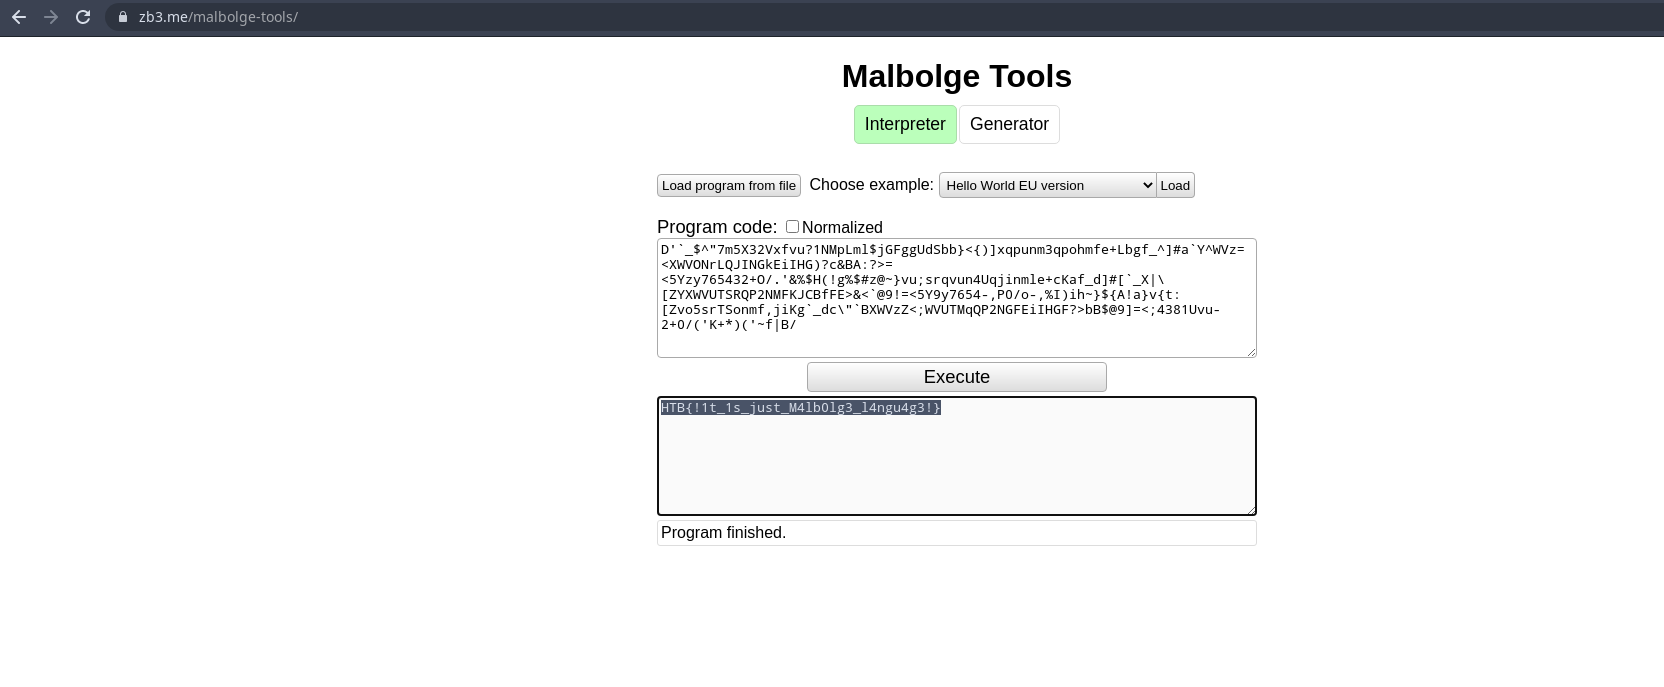 zb3.me/malbolge-tools/
Malbolge Tools
Interpreter Generator
Load program from file Choose example: Hello World EU version Load
Program code: Normalized
D'`_$^"7m5X32Vxfvu?1NMpLml$jGFggUdSbb}<{)]xqpunm3qpohmfe+Lbgf_^]#a`Y^WVz=
<XWVONrLQJINGkEiIHG)?c&BA:?>=
<5Yzy765432+O/.'&%$H(!g%$#z@~}vu;srqvun4Uqjinmle+cKaf_d]#[`_X|\
[ZYXWVUTSRQP2NMFKJCBfFE>&<`@9!=<5Y9y7654-,PO/o-,%I)ih~}${A!a}v{t:
[Zvo5srTSonmf,jiKg`_dc\"`BXWVzZ<;WVUTMqQP2NGFEiIHGF?>bB$@9]=<;4381Uvu-
2+0/('K+*)('~f|B/
Execute
HTB{!1t_1s_just_M4lb0lg3_l4ngu4g3!}
Program finished.